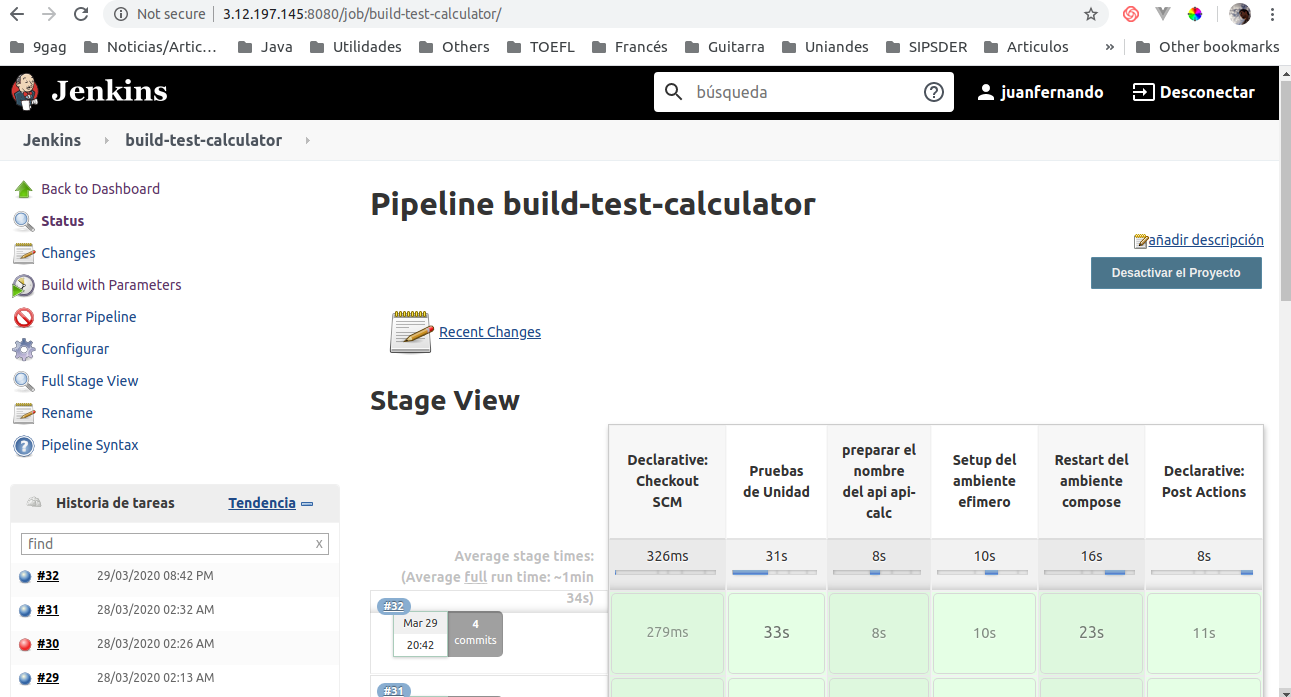 Not secure | 3.12.197.145:8080/job/build-test-calculator/
9gag Noticias/Artic… Java Utilidades Others TOEFL Francés Guitarra Uniandes SIPSDER Articulos » Other bookmarks
Jenkins búsqueda juanfernando Desconectar
Jenkins build-test-calculator
Back to Dashboard
Status
Changes
Build with Parameters
Borrar Pipeline
Configurar
Full Stage View
Rename
Pipeline Syntax
Historia de tareas Tendencia
find x
#32 29/03/2020 08:42 PM
#31 28/03/2020 02:32 AM
#30 28/03/2020 02:26 AM
#29 28/03/2020 02:13 AM
Pipeline build-test-calculator
añadir descripción
Desactivar el Proyecto
Recent Changes
Stage View
Declarative:
Checkout
SCM
Pruebas
de Unidad
preparar el
nombre
del api api-
calc
Setup del
ambiente
efimero
Restart del
ambiente
compose
Declarative:
Post Actions
Average stage times:
(Average full run time: ~1min
34s)
326ms 31s 8s 10s 16s 8s
#32
Mar 29
20:42
4
commits
279ms 33s 8s 10s 23s 11s
#31